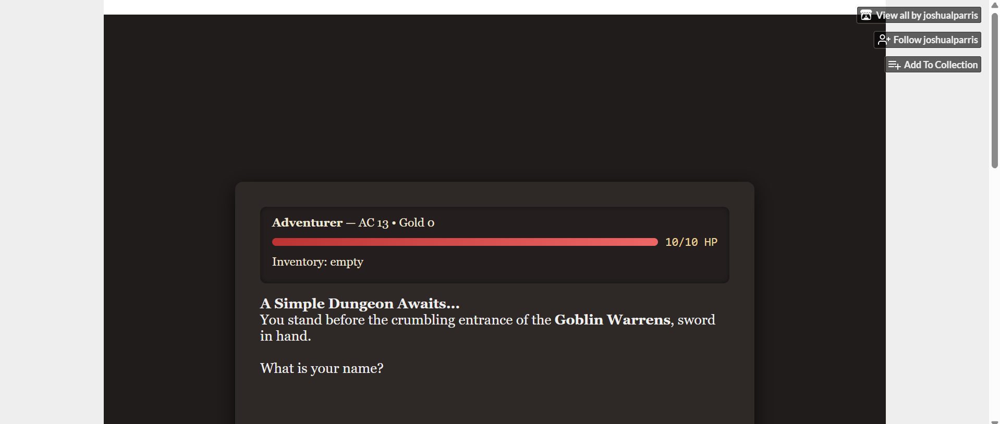 View all by joshualparris
Follow joshualparris
Add To Collection
Adventurer — AC 13 • Gold 0
10/10 HP
Inventory: empty
A Simple Dungeon Awaits...
You stand before the crumbling entrance of the Goblin Warrens, sword
in hand.
What is your name?